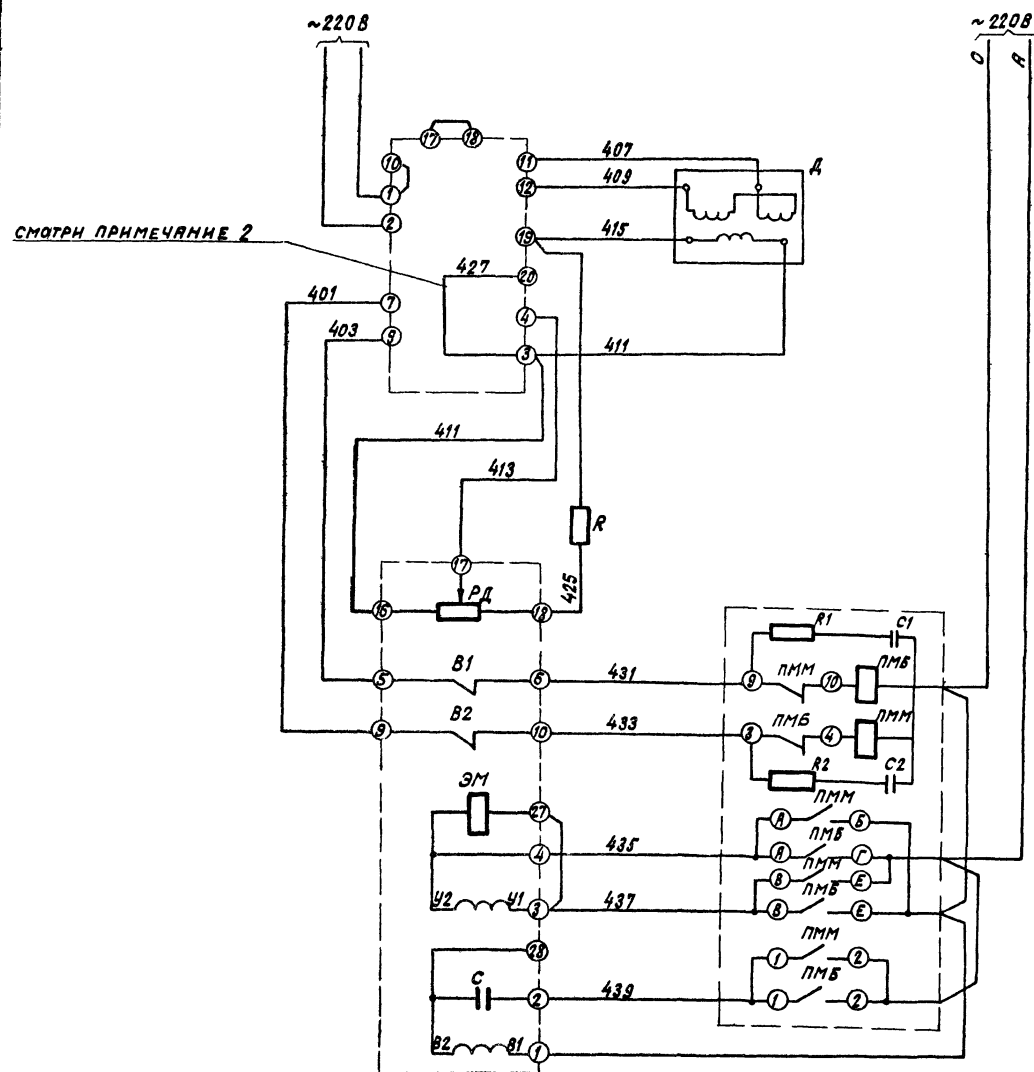 ~220В
~220В
О
А
17
18
10
11
407
Д
12
409
1
2
СМОТРИ ПРИМЕЧАНИЕ 2
19
415
427
20
401
7
4
403
9
3
411
411
413
R
17
425
РД
16
18
R1
C1
ПМБ
5
В1
6
431
9
ПММ
10
9
В2
10
433
3
ПМБ
4
ПММ
R2
C2
ЭМ
27
ПММ
А
Б
4
435
А
ПМБ
Г
В
ПММ
Е
У2
У1
3
437
В
ПМБ
Е
28
ПММ
1
2
С
2
439
1
ПМБ
2
В2
В1
1